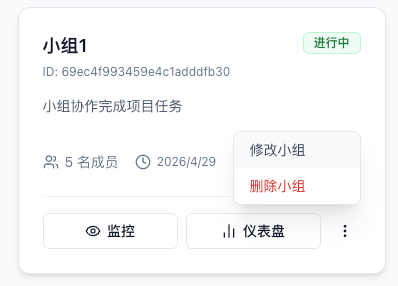 小组1
进行中
ID: 69ec4f993459e4c1adddfb30
小组协作完成项目任务
5 名成员
2026/4/29
修改小组
删除小组
监控
仪表盘